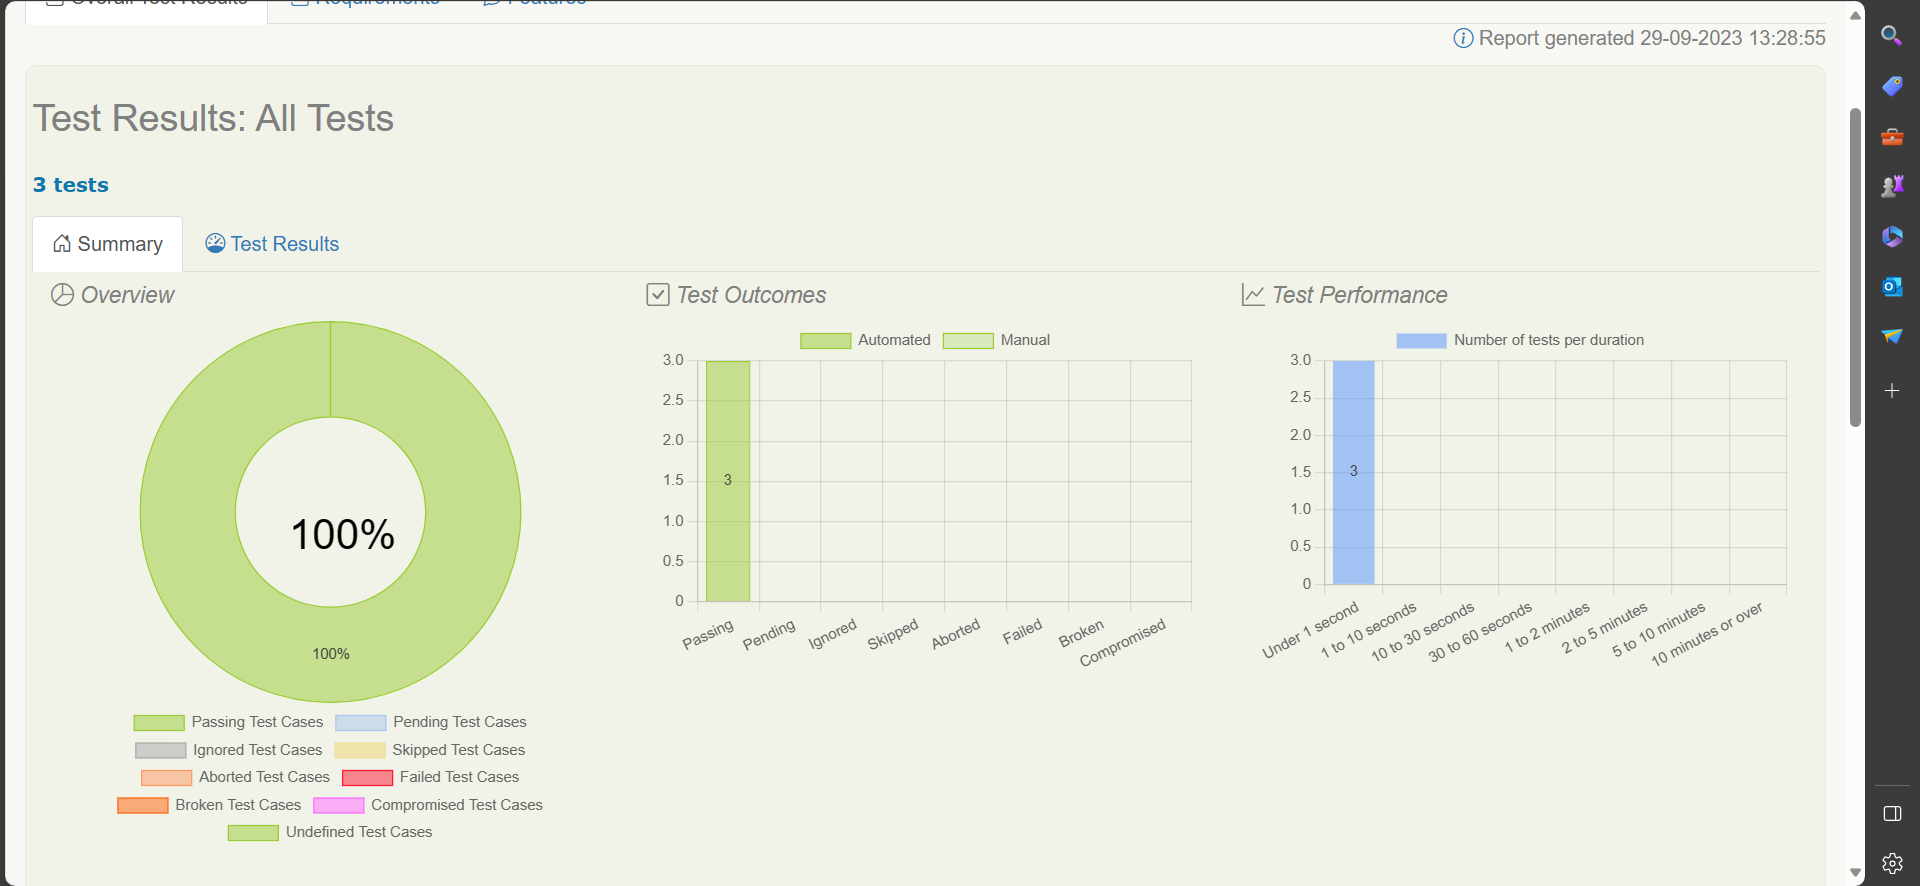 Overall Test Results Requirements Features
Report generated 29-09-2023 13:28:55
Test Results: All Tests
3 tests
Summary Test Results
Overview
100%
100%
Passing Test Cases Pending Test Cases
Ignored Test Cases Skipped Test Cases
Aborted Test Cases Failed Test Cases
Broken Test Cases Compromised Test Cases
Undefined Test Cases
Test Outcomes
Automated Manual
3.0
2.5
2.0
1.5
1.0
0.5
0
3
Passing Pending Ignored Skipped Aborted Failed Broken Compromised
Test Performance
Number of tests per duration
3.0
2.5
2.0
1.5
1.0
0.5
0
3
Under 1 second 1 to 10 seconds 10 to 30 seconds 30 to 60 seconds 1 to 2 minutes 2 to 5 minutes 5 to 10 minutes 10 minutes or over